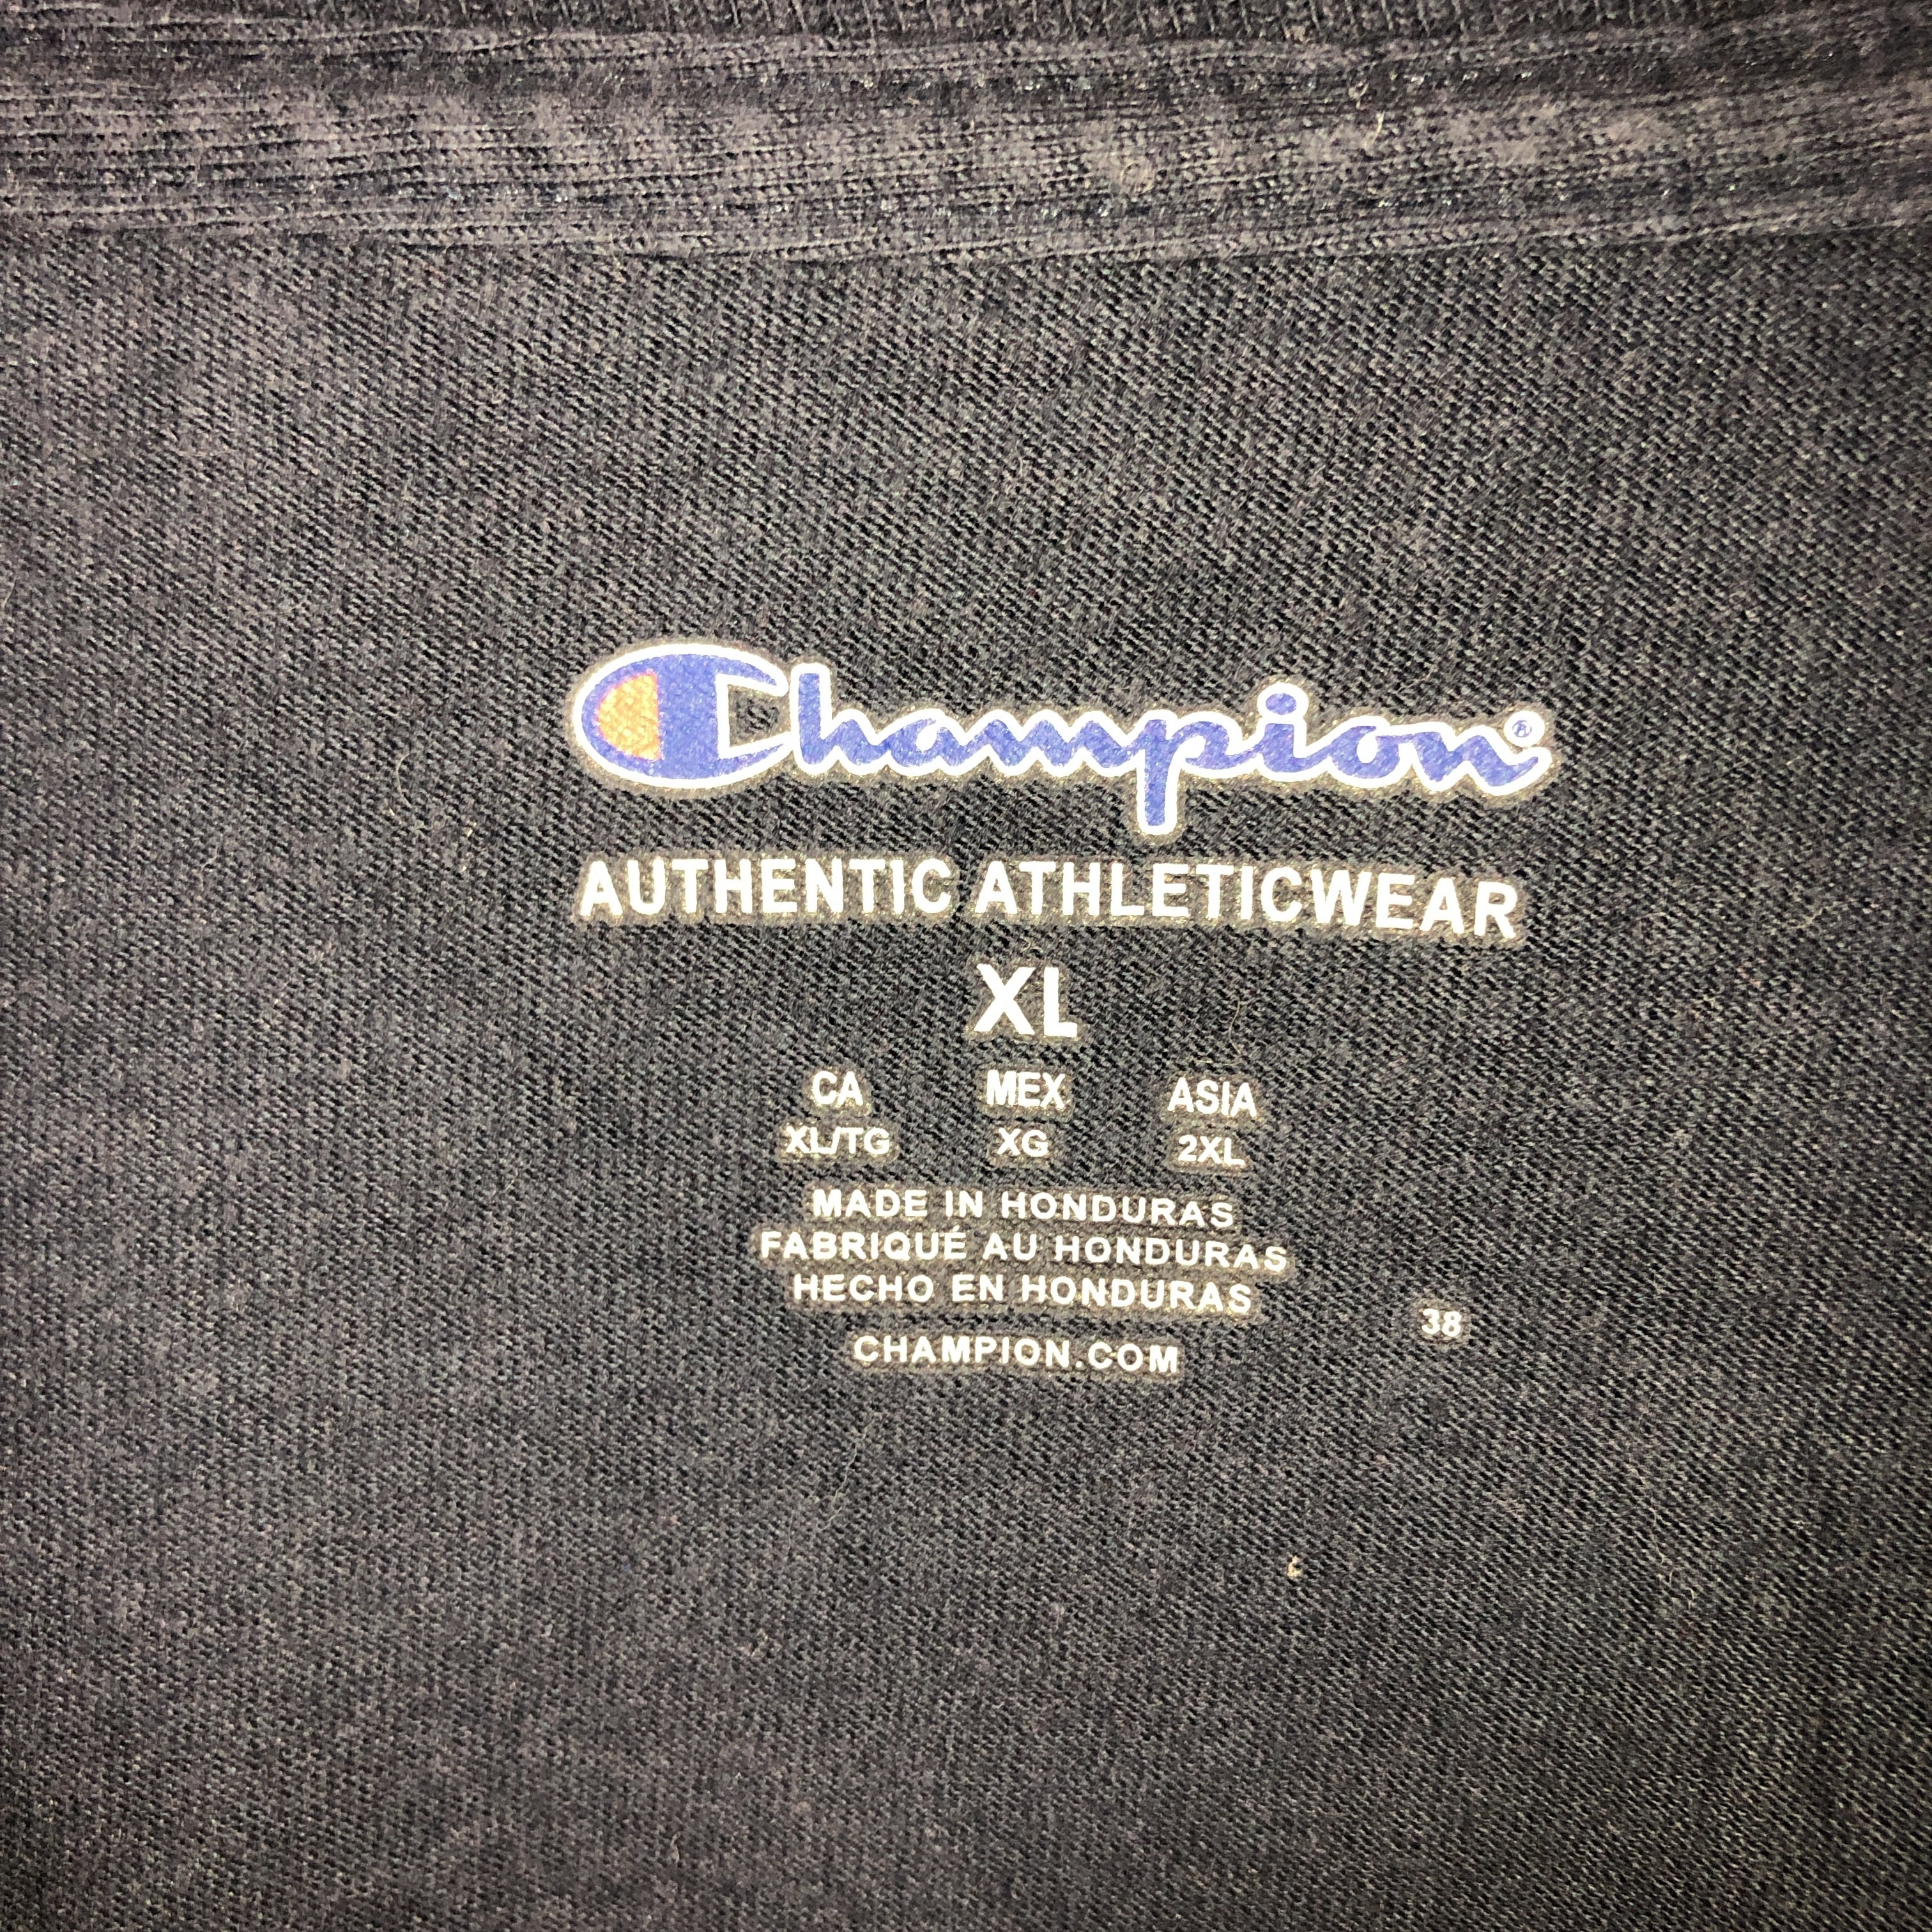 Champion®
AUTHENTIC ATHLETICWEAR
XL
CA MEX ASIA
XL/TG XG 2XL
MADE IN HONDURAS
FABRIQUÉ AU HONDURAS
HECHO EN HONDURAS
38
CHAMPION.COM